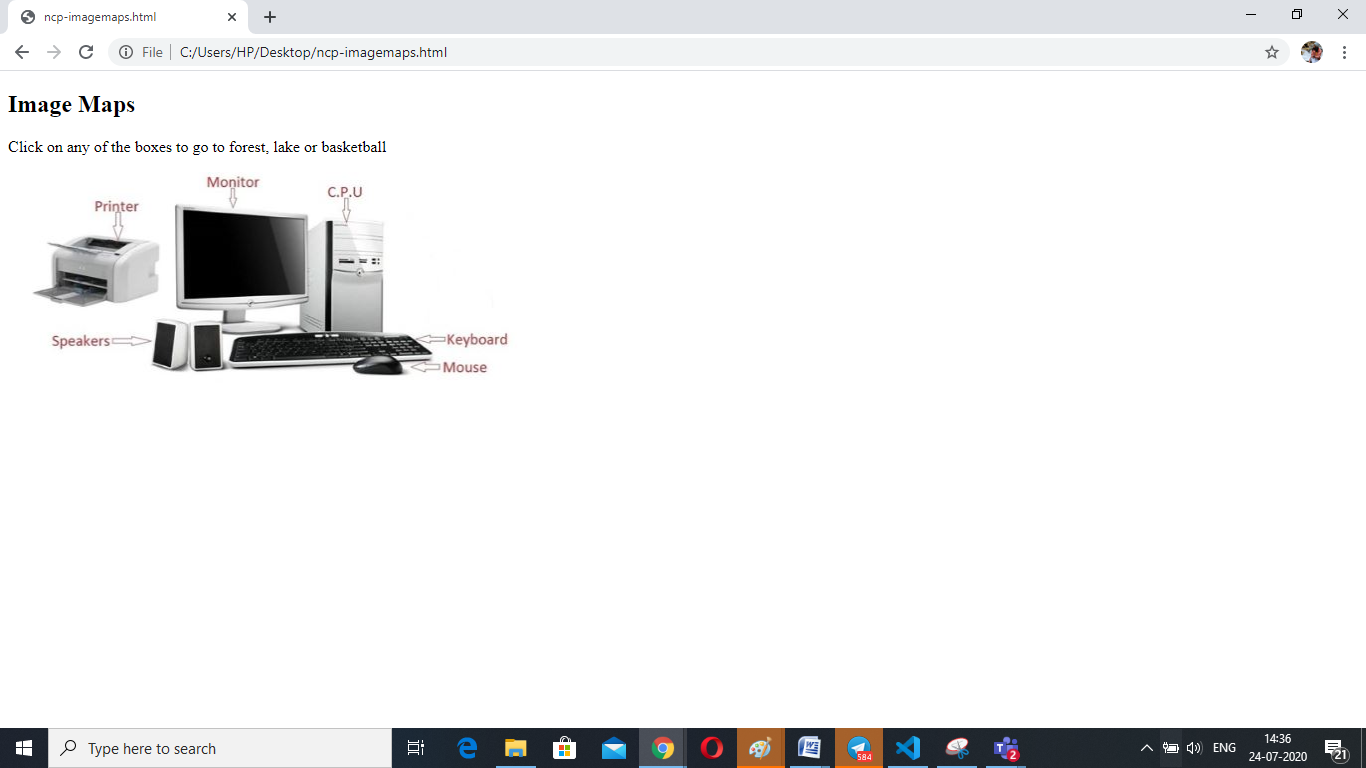 ncp-imagemaps.html
File C:/Users/HP/Desktop/ncp-imagemaps.html
Image Maps
Click on any of the boxes to go to forest, lake or basketball
Monitor
C.P.U
Printer
Speakers
Keyboard
Mouse
Type here to search
584
2
ENG
14:36
24-07-2020
21